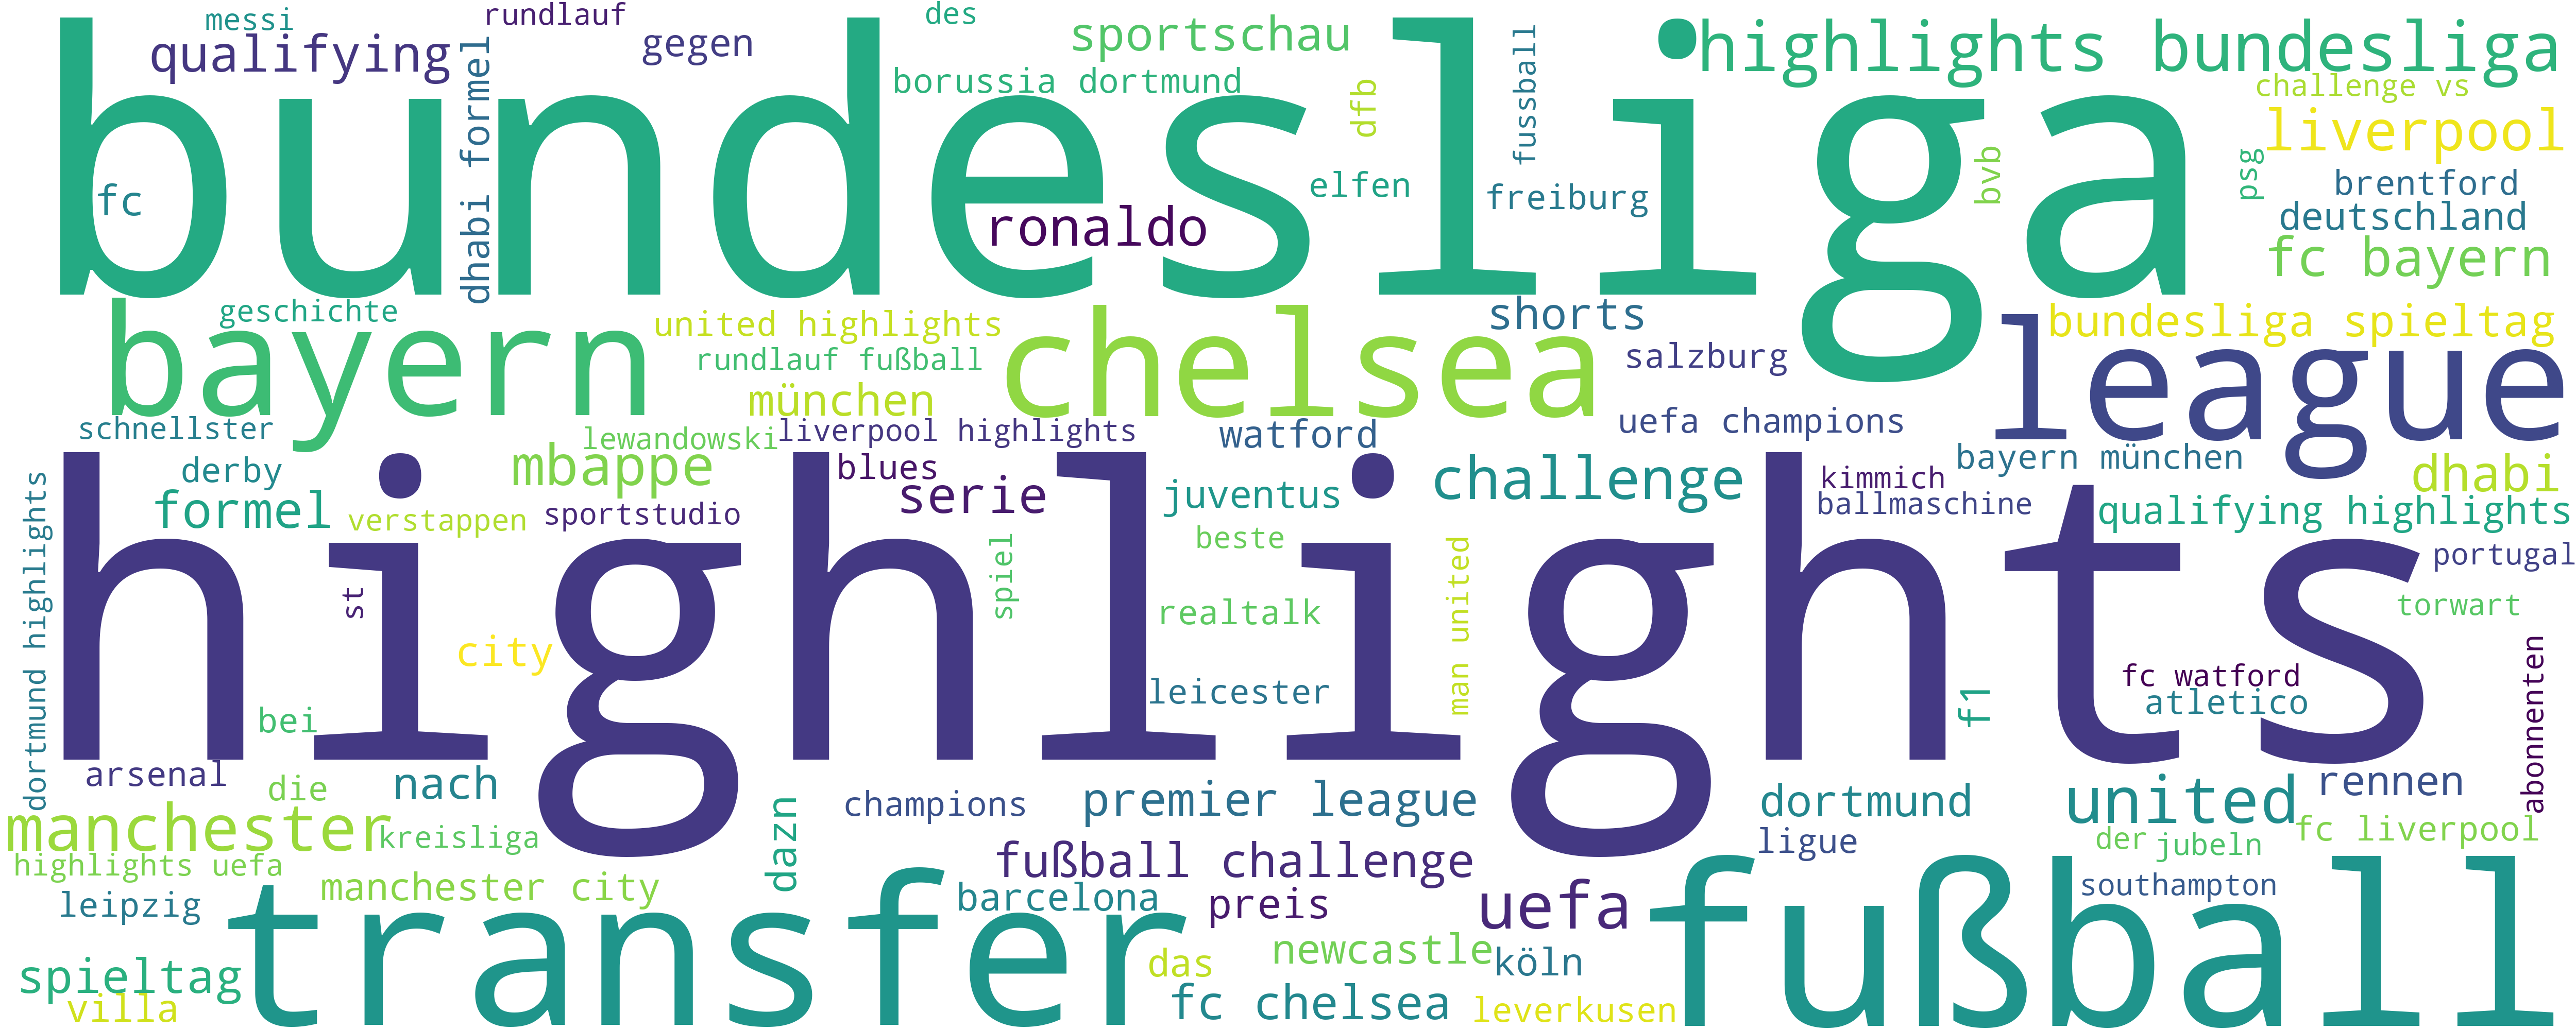 messi
rundlauf
des
qualifying
gegen
sportschau
highlights bundesliga
bundesliga
dhabi formel
borussia dortmund
dfb
fussball
challenge vs
liverpool
fc
ronaldo
elfen
freiburg
bvb
psg
brentford
deutschland
fc bayern
geschichte
bayern
united highlights
rundlauf fußball
münchen
chelsea
shorts
salzburg
bundesliga spieltag
league
schnellster
lewandowski
liverpool highlights
watford
uefa champions
derby
mbappe
blues
serie
juventus
challenge
kimmich
ballmaschine
bayern münchen
dhabi
formel
verstappen
sportstudio
qualifying highlights
highlights
dortmund highlights
st
spiel
beste
man united
portugal
realtalk
torwart
city
leicester
fc watford
atletico
f1
abonnenten
bei
arsenal
die
nach
champions
premier league
dortmund
united
rennen
manchester
kreisliga
dazn
fußball challenge
ligue
der
jubeln
fc liverpool
highlights uefa
manchester city
leipzig
transfer
barcelona
preis
uefa
fußball
southampton
spieltag
das
newcastle
köln
villa
fc chelsea
leverkusen